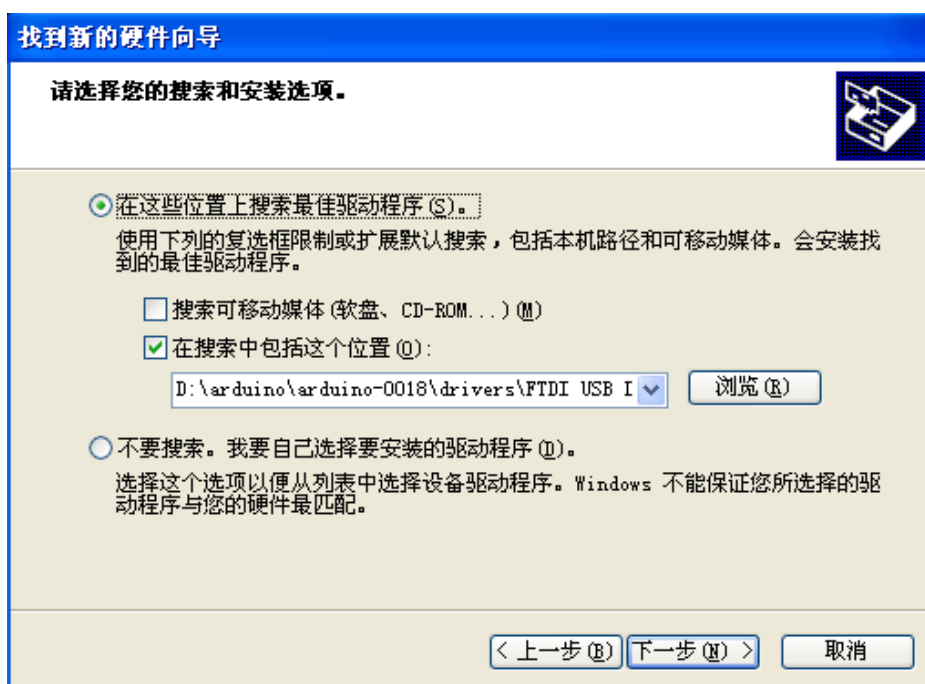 找到新的硬件向导
请选择您的搜索和安装选项。
在这些位置上搜索最佳驱动程序(S)。
使用下列的复选框限制或扩展默认搜索，包括本机路径和可移动媒体。会安装找
到的最佳驱动程序。
搜索可移动媒体(软盘、CD-ROM...)(M)
在搜索中包括这个位置(O):
D:\arduino\arduino-0018\drivers\FTDI USB I
浏览(R)
不要搜索。我要自己选择要安装的驱动程序(D)。
选择这个选项以便从列表中选择设备驱动程序。Windows 不能保证您所选择的驱
动程序与您的硬件最匹配。
< 上一步(B) 下一步(N) > 取消